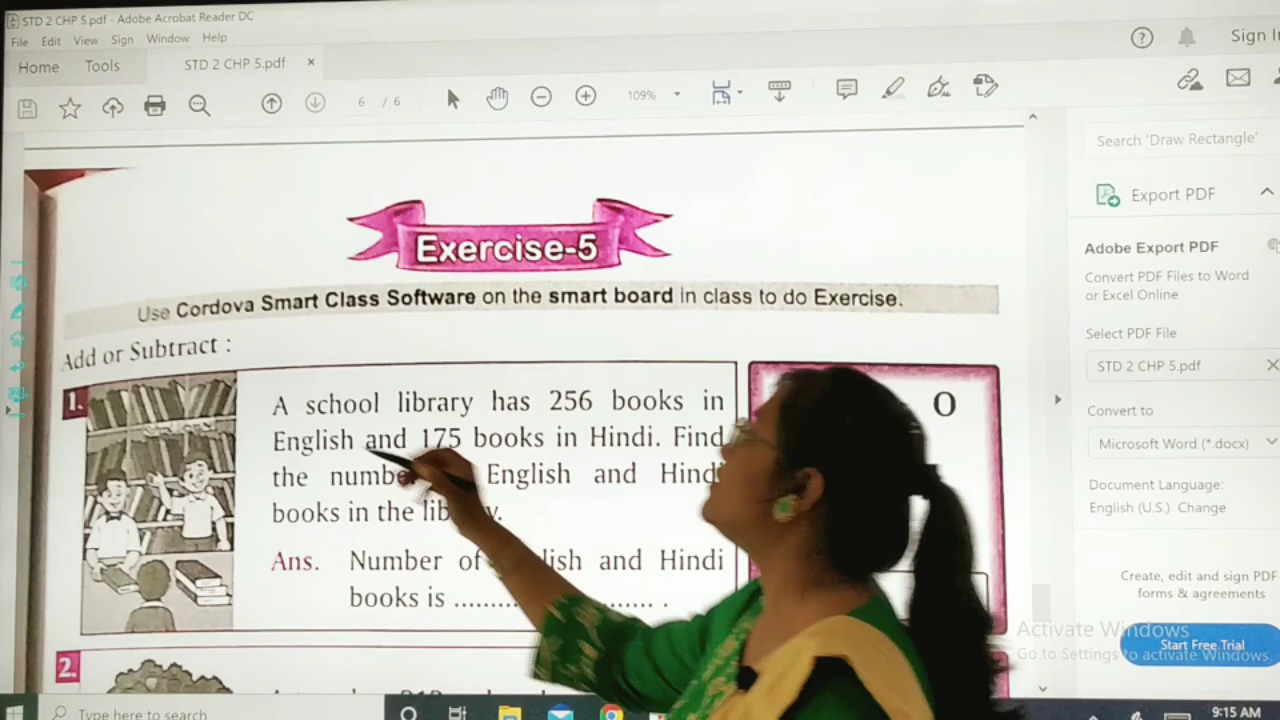 STD 2 CHP 5.pdf - Adobe Acrobat Reader DC
File Edit View Sign Window Help
Home Tools STD 2 CHP 5.pdf ×
Sign In
6 / 6 109%
Search 'Draw Rectangle'
Export PDF
Adobe Export PDF
Convert PDF Files to Word
or Excel Online
Select PDF File
STD 2 CHP 5.pdf
Convert to
Microsoft Word (*.docx)
Document Language:
English (U.S.) Change
Create, edit and sign PDF
forms & agreements
Start Free Trial
Activate Windows
Go to Settings to activate Windows.
Exercise-5
Use Cordova Smart Class Software on the smart board in class to do Exercise.
Add or Subtract :
1.
A school library has 256 books in
English and 175 books in Hindi. Find
the English and Hindi
books in the
Ans. Number of and Hindi
books is .................... .
O
2.
Type here to search
9:15 AM